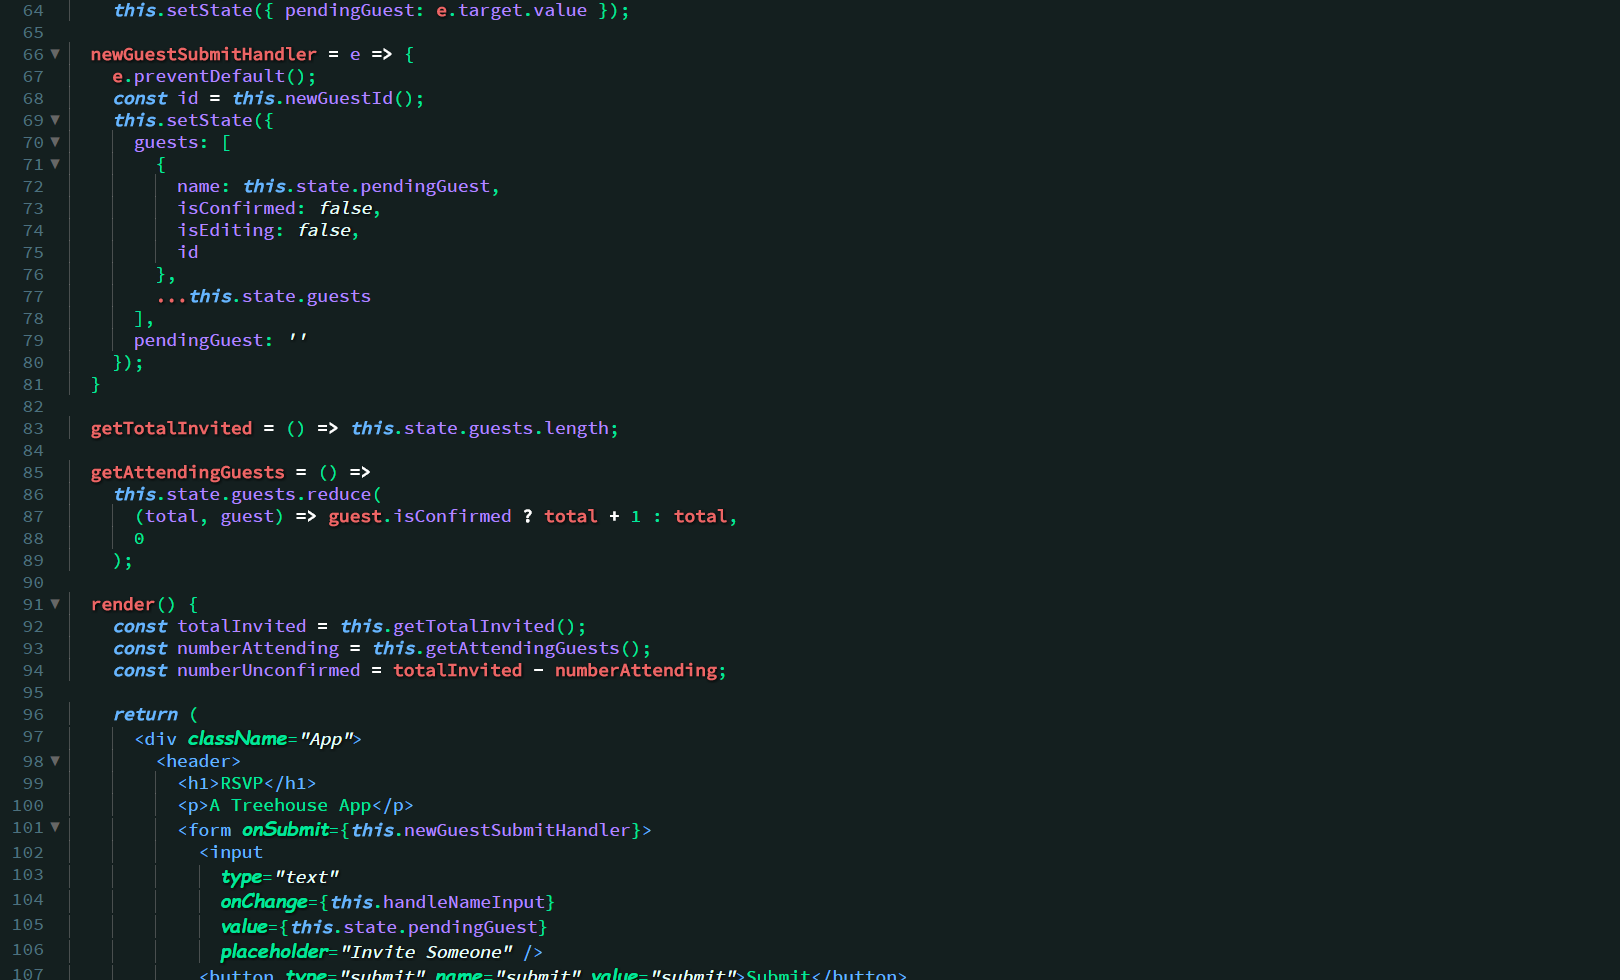 64 this.setState({ pendingGuest: e.target.value });
65
66 newGuestSubmitHandler = e => {
67 e.preventDefault();
68 const id = this.newGuestId();
69 this.setState({
70 guests: [
71 {
72 name: this.state.pendingGuest,
73 isConfirmed: false,
74 isEditing: false,
75 id
76 },
77 ...this.state.guests
78 ],
79 pendingGuest: ''
80 });
81 }
82
83 getTotalInvited = () => this.state.guests.length;
84
85 getAttendingGuests = () =>
86 this.state.guests.reduce(
87 (total, guest) => guest.isConfirmed ? total + 1 : total,
88 0
89 );
90
91 render() {
92 const totalInvited = this.getTotalInvited();
93 const numberAttending = this.getAttendingGuests();
94 const numberUnconfirmed = totalInvited - numberAttending;
95
96 return (
97 <div className="App">
98 <header>
99 <h1>RSVP</h1>
100 <p>A Treehouse App</p>
101 <form onSubmit={this.newGuestSubmitHandler}>
102 <input
103 type="text"
104 onChange={this.handleNameInput}
105 value={this.state.pendingGuest}
106 placeholder="Invite Someone" />
107 <button type="submit" name="submit" value="submit">Submit</button>